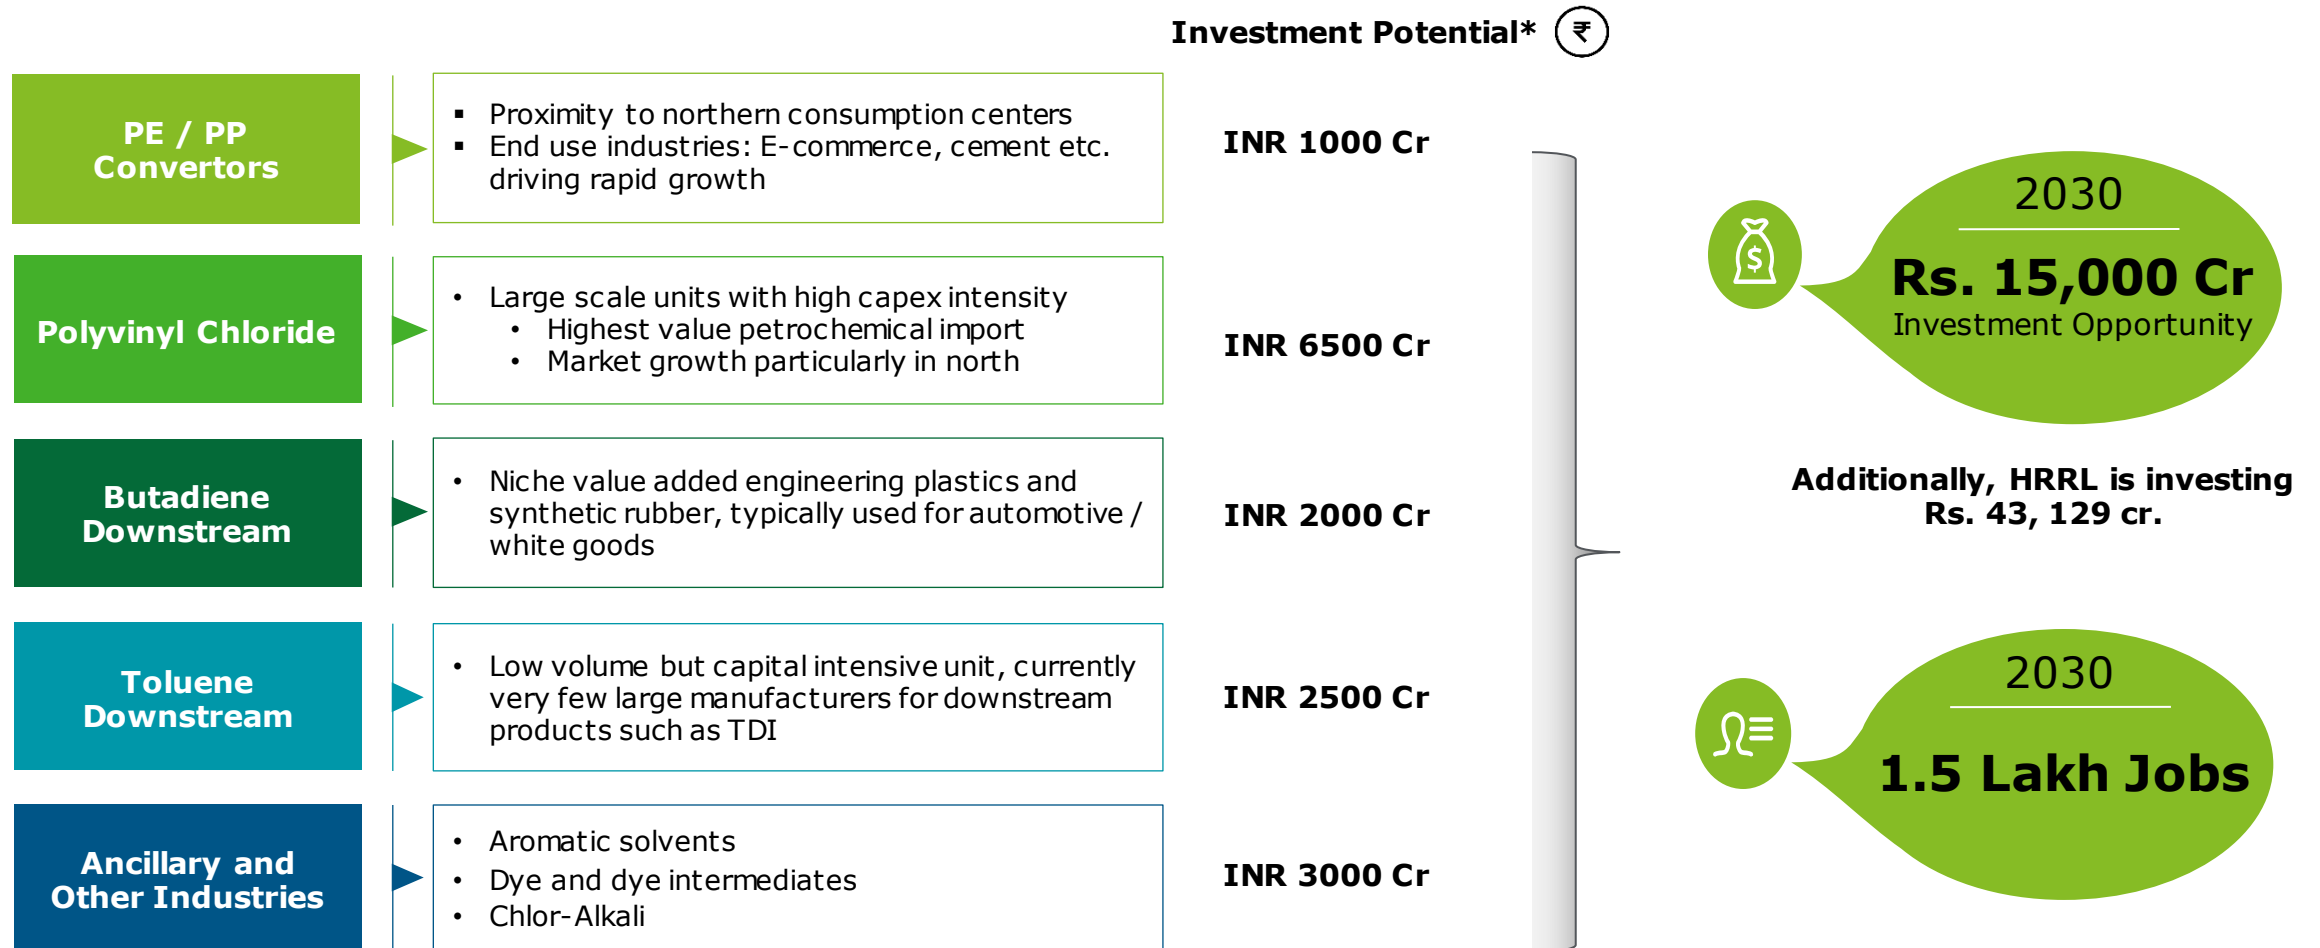 Investment Potential* ₹
PE / PP
Convertors
▪ Proximity to northern consumption centers
▪ End use industries: E-commerce, cement etc.
driving rapid growth
INR 1000 Cr
Polyvinyl Chloride
• Large scale units with high capex intensity
• Highest value petrochemical import
• Market growth particularly in north
INR 6500 Cr
Butadiene
Downstream
• Niche value added engineering plastics and
synthetic rubber, typically used for automotive /
white goods
INR 2000 Cr
Toluene
Downstream
• Low volume but capital intensive unit, currently
very few large manufacturers for downstream
products such as TDI
INR 2500 Cr
Ancillary and
Other Industries
• Aromatic solvents
• Dye and dye intermediates
• Chlor-Alkali
INR 3000 Cr
$
2030
Rs. 15,000 Cr
Investment Opportunity
Additionally, HRRL is investing
Rs. 43, 129 cr.
2030
1.5 Lakh Jobs